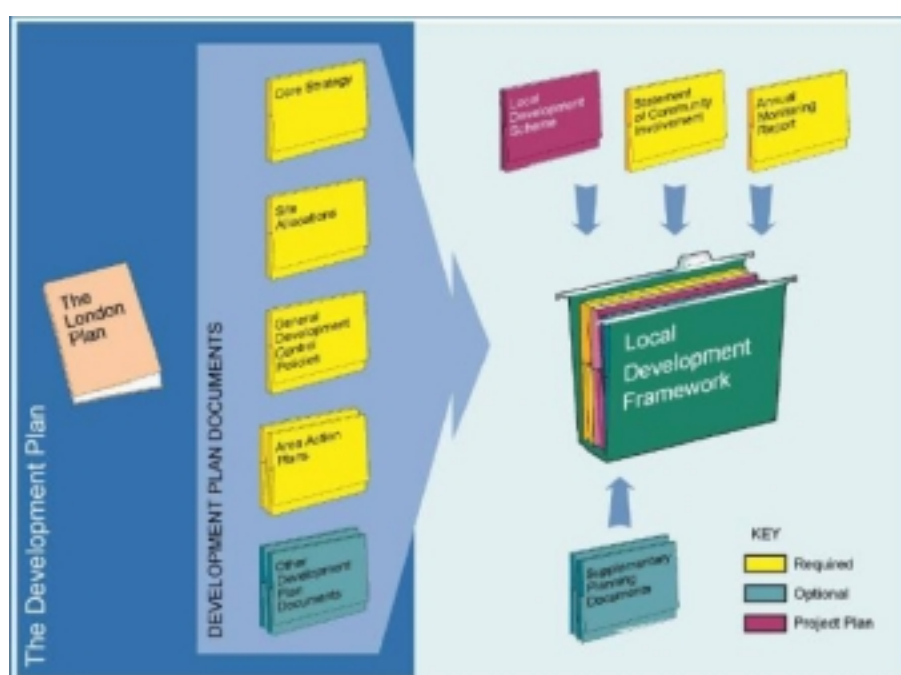 The Development Plan
The
London
Plan
DEVELOPMENT PLAN DOCUMENTS
Core Strategy
Site
Allocations
General
Development
Control
Policies
Area Action
Plans
Other
Development
Plan
Documents
Local
Development
Scheme
Statement
of Community
Involvement
Annual
Monitoring
Report
Local
Development
Framework
Supplementary
Planning
Documents
KEY
Required
Optional
Project Plan